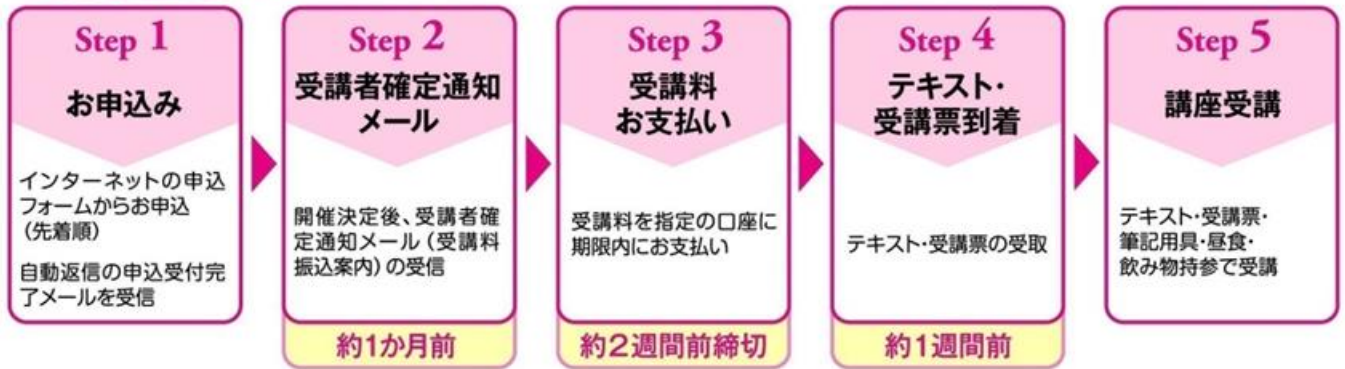 Step 1
お申込み
インターネットの申込
フォームからお申込
（先着順）
自動返信の申込受付完
了メールを受信
Step 2
受講者確定通知
メール
開催決定後、受講者確
定通知メール（受講料
振込案内）の受信
約1か月前
Step 3
受講料
お支払い
受講料を指定の口座に
期限内にお支払い
約2週間前締切
Step 4
テキスト・
受講票到着
テキスト・受講票の受取
約1週間前
Step 5
講座受講
テキスト・受講票・
筆記用具・昼食・
飲み物持参で受講